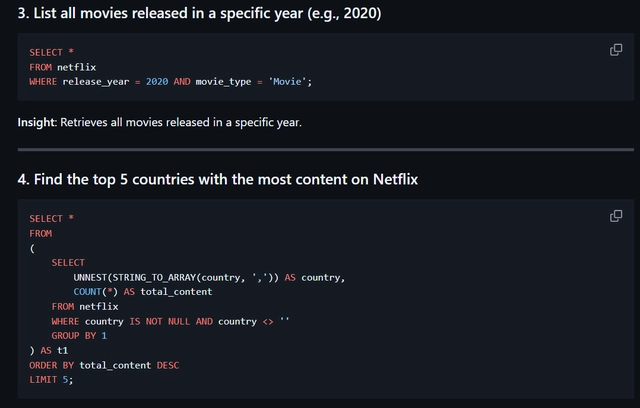 3. List all movies released in a specific year (e.g., 2020)
SELECT *
FROM netflix
WHERE release_year = 2020 AND movie_type = 'Movie';
Insight: Retrieves all movies released in a specific year.
4. Find the top 5 countries with the most content on Netflix
SELECT *
FROM
(
    SELECT
        UNNEST(STRING_TO_ARRAY(country, ',')) AS country,
        COUNT(*) AS total_content
    FROM netflix
    WHERE country IS NOT NULL AND country <> ''
    GROUP BY 1
) AS t1
ORDER BY total_content DESC
LIMIT 5;